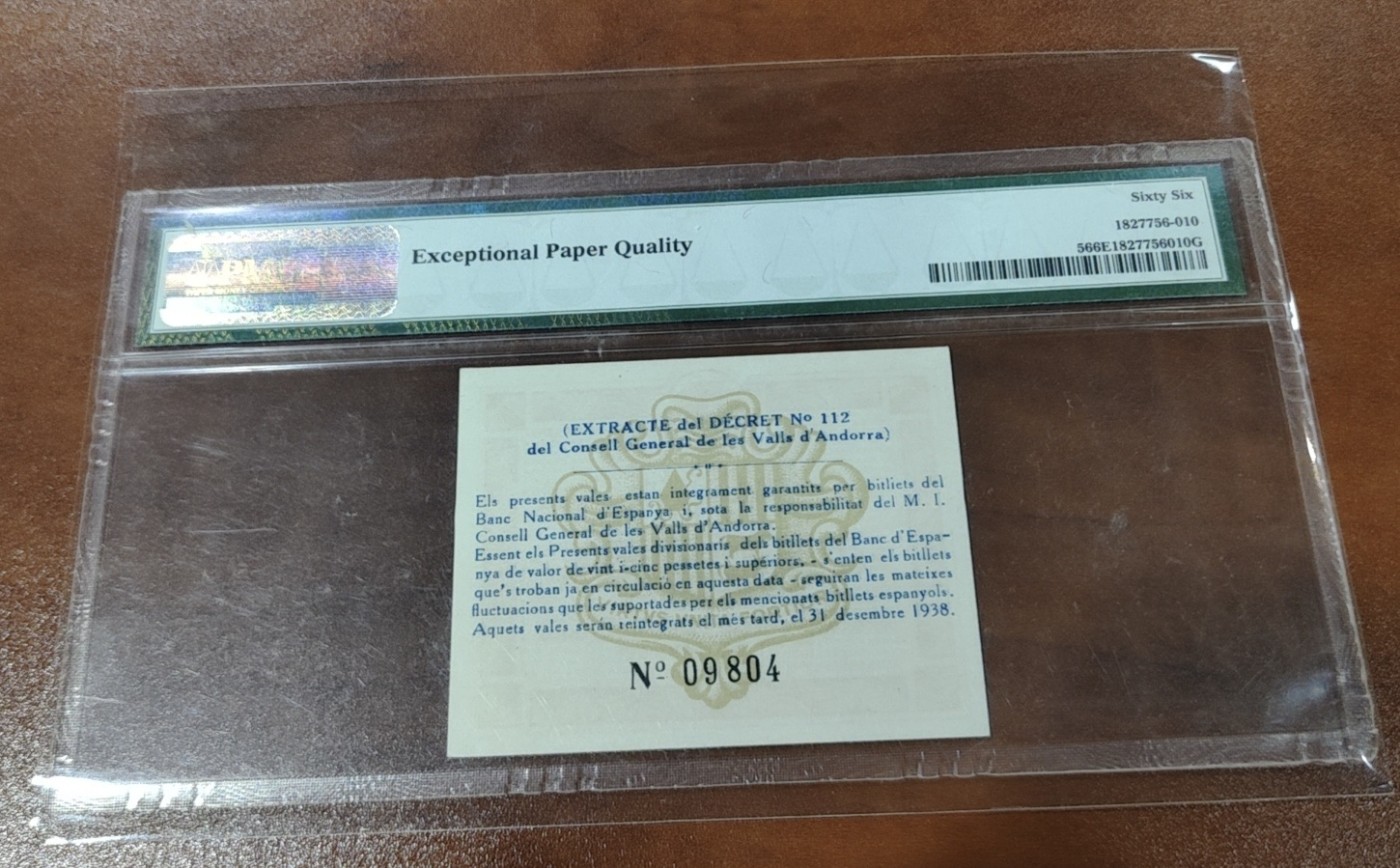 Exceptional Paper Quality
Sixty Six
1827756-010
566E1827756010G
(EXTRACTE del DÉCRET Nº 112
del Consell General de les Valls d'Andorra)
Els presents vales estan integrament garantits per bitllets del
Banc Nacional d'Espanya i, sota la responsabilitat del M. I.
Consell General de les Valls d'Andorra.
Essent els Presents vales divisionaris dels bitllets del Banc d'Espa-
nya de valor de vint i-cinc pessetes i superiors, - s'enten els bitllets
que's troban ja en circulació en aquesta data - seguiran les mateixes
fluctuacions que les suportades per els mencionats bitllets espanyols.
Aquets vales seran reintegrats el mes tard, el 31 desembre 1938.
Nº 09804